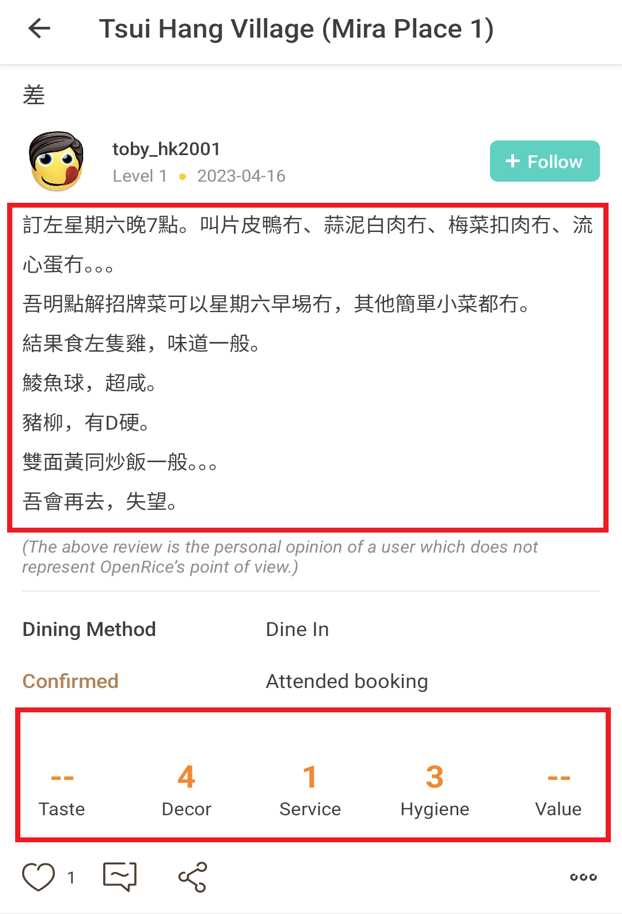 Tsui Hang Village (Mira Place 1)
差
toby_hk2001
Level 1 • 2023-04-16
+ Follow
訂左星期六晚7點。叫片皮鴨冇、蒜泥白肉冇、梅菜扣肉冇、流
心蛋冇。。。
吾明點解招牌菜可以星期六早埸冇，其他簡單小菜都冇。
結果食左隻雞，味道一般。
鯪魚球，超咸。
豬柳，有D硬。
雙面黃同炒飯一般。。。
吾會再去，失望。
(The above review is the personal opinion of a user which does not
represent OpenRice's point of view.)
Dining Method Dine In
Confirmed Attended booking
-- 4 1 3 --
Taste Decor Service Hygiene Value
1